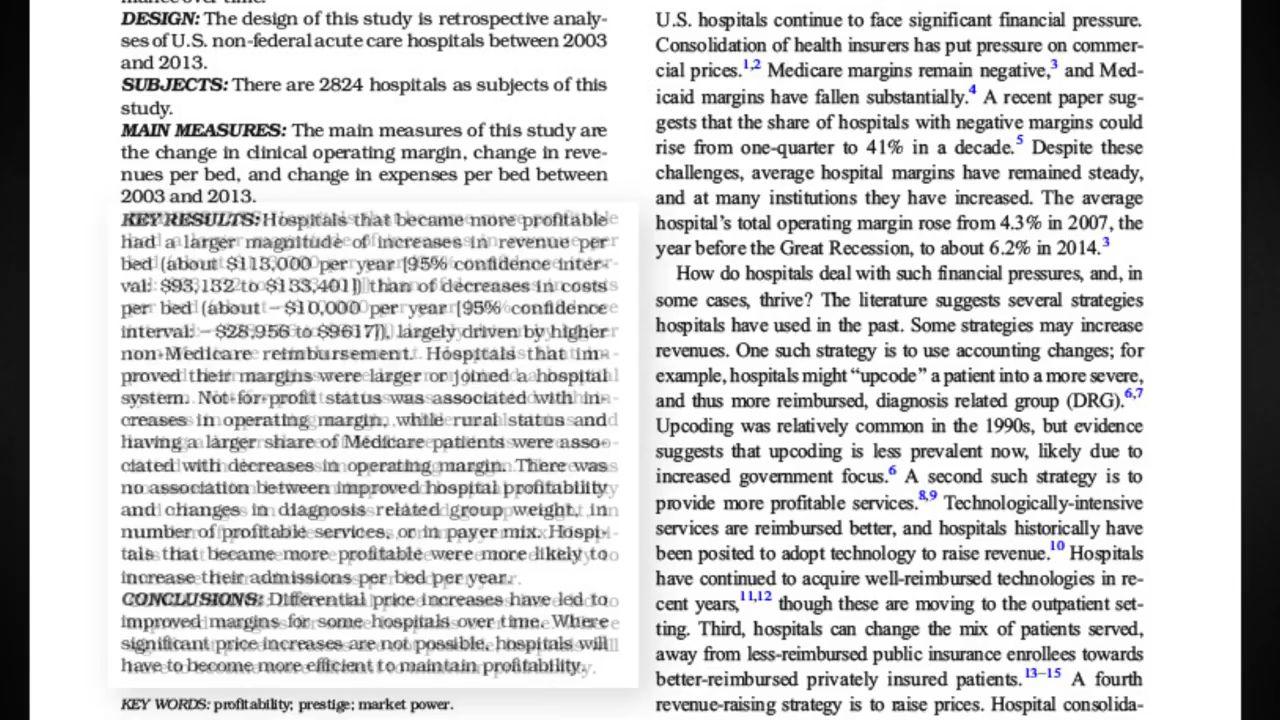 mance over time.
DESIGN: The design of this study is retrospective analy-
ses of U.S. non-federal acute care hospitals between 2003
and 2013.
SUBJECTS: There are 2824 hospitals as subjects of this
study.
MAIN MEASURES: The main measures of this study are
the change in clinical operating margin, change in reve-
nues per bed, and change in expenses per bed between
2003 and 2013.
KEY RESULTS: Hospitals that became more profitable
had a larger magnitude of increases in revenue per
bed (about $113,000 per year [95% confidence inter-
val: $93,132 to $133,401]) than of decreases in costs
per bed (about −$10,000 per year [95% confidence
interval: −$28,956 to $9617]), largely driven by higher
non-Medicare reimbursement. Hospitals that im-
proved their margins were larger or joined a hospital
system. Not-for-profit status was associated with in-
creases in operating margin, while rural status and
having a larger share of Medicare patients were asso-
ciated with decreases in operating margin. There was
no association between improved hospital profitability
and changes in diagnosis related group weight, in
number of profitable services, or in payer mix. Hospi-
tals that became more profitable were more likely to
increase their admissions per bed per year.
CONCLUSIONS: Differential price increases have led to
improved margins for some hospitals over time. Where
significant price increases are not possible, hospitals will
have to become more efficient to maintain profitability.
KEY WORDS: profitability; prestige; market power.
U.S. hospitals continue to face significant financial pressure.
Consolidation of health insurers has put pressure on commer-
cial prices.1,2 Medicare margins remain negative,3 and Med-
icaid margins have fallen substantially.4 A recent paper sug-
gests that the share of hospitals with negative margins could
rise from one-quarter to 41% in a decade.5 Despite these
challenges, average hospital margins have remained steady,
and at many institutions they have increased. The average
hospital's total operating margin rose from 4.3% in 2007, the
year before the Great Recession, to about 6.2% in 2014.3
How do hospitals deal with such financial pressures, and, in
some cases, thrive? The literature suggests several strategies
hospitals have used in the past. Some strategies may increase
revenues. One such strategy is to use accounting changes; for
example, hospitals might “upcode” a patient into a more severe,
and thus more reimbursed, diagnosis related group (DRG).6,7
Upcoding was relatively common in the 1990s, but evidence
suggests that upcoding is less prevalent now, likely due to
increased government focus.6 A second such strategy is to
provide more profitable services.8,9 Technologically-intensive
services are reimbursed better, and hospitals historically have
been posited to adopt technology to raise revenue.10 Hospitals
have continued to acquire well-reimbursed technologies in re-
cent years,11,12 though these are moving to the outpatient set-
ting. Third, hospitals can change the mix of patients served,
away from less-reimbursed public insurance enrollees towards
better-reimbursed privately insured patients.13–15 A fourth
revenue-raising strategy is to raise prices. Hospital consolida-